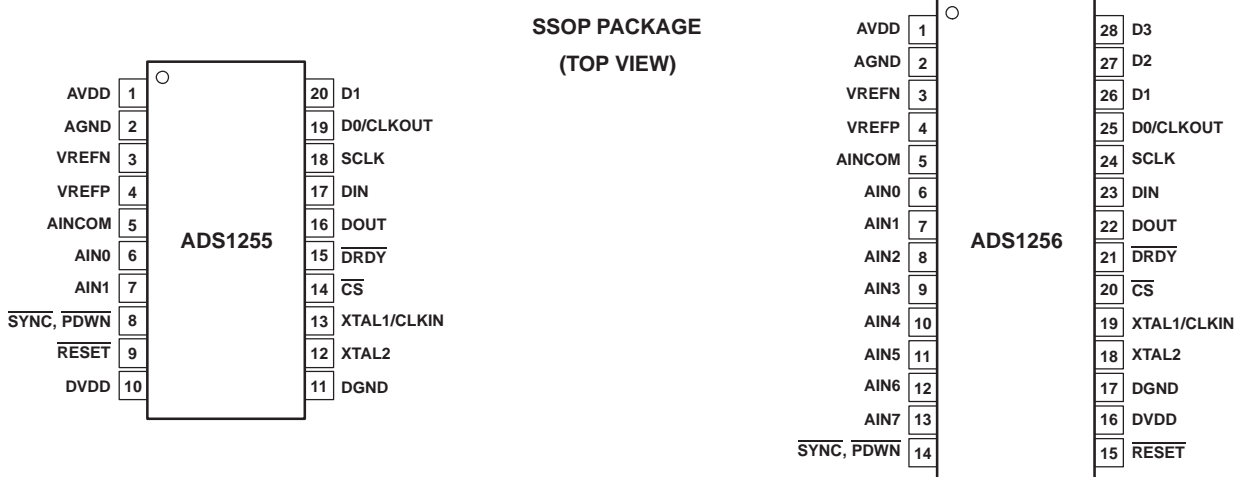 SSOP PACKAGE
(TOP VIEW)
AVDD 1
AGND 2
VREFN 3
VREFP 4
AINCOM 5
AIN0 6
AIN1 7
SYNC, PDWN 8
RESET 9
DVDD 10
ADS1255
20 D1
19 D0/CLKOUT
18 SCLK
17 DIN
16 DOUT
15 DRDY
14 CS
13 XTAL1/CLKIN
12 XTAL2
11 DGND
AVDD 1
AGND 2
VREFN 3
VREFP 4
AINCOM 5
AIN0 6
AIN1 7
AIN2 8
AIN3 9
AIN4 10
AIN5 11
AIN6 12
AIN7 13
SYNC, PDWN 14
ADS1256
28 D3
27 D2
26 D1
25 D0/CLKOUT
24 SCLK
23 DIN
22 DOUT
21 DRDY
20 CS
19 XTAL1/CLKIN
18 XTAL2
17 DGND
16 DVDD
15 RESET